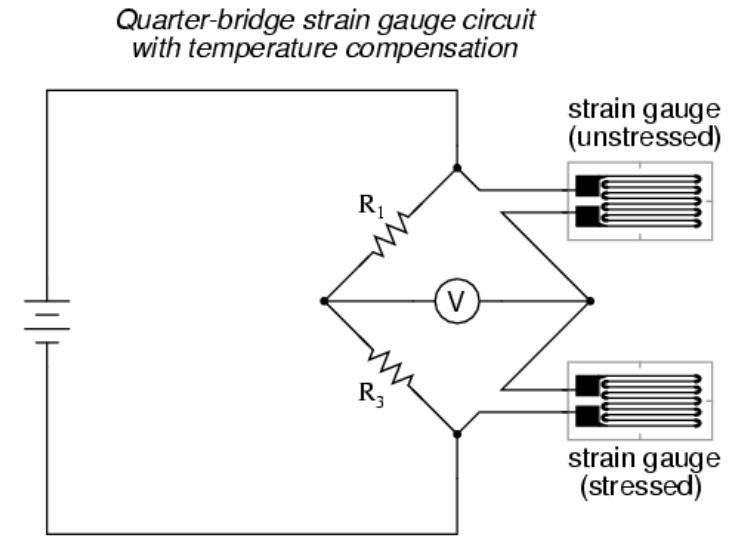 Quarter-bridge strain gauge circuit
with temperature compensation
strain gauge
(unstressed)
R1
V
R3
strain gauge
(stressed)